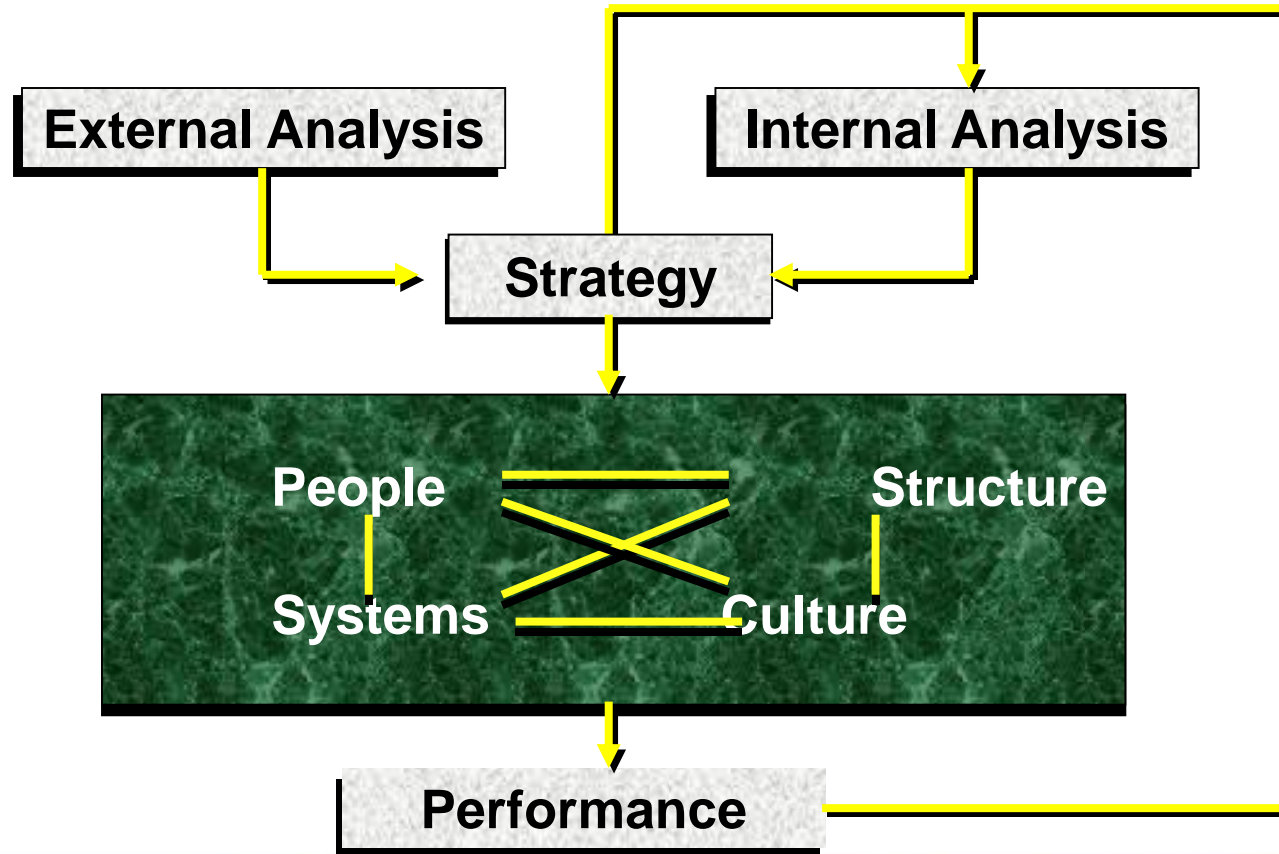 External Analysis
Internal Analysis
Strategy
People
Structure
Systems
Culture
Performance